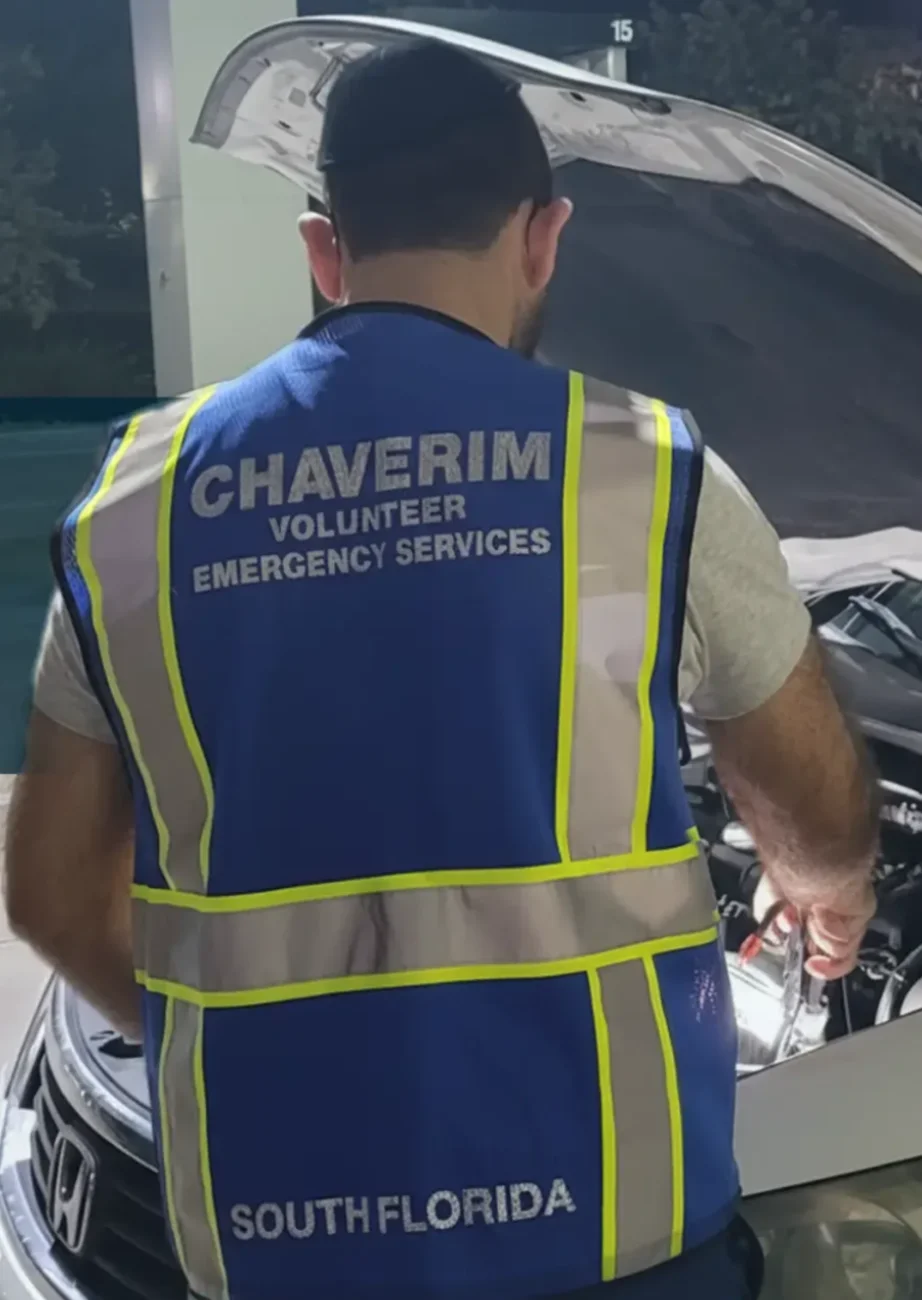 15
CHAVERIM
VOLUNTEER
EMERGENCY SERVICES
SOUTH FLORIDA